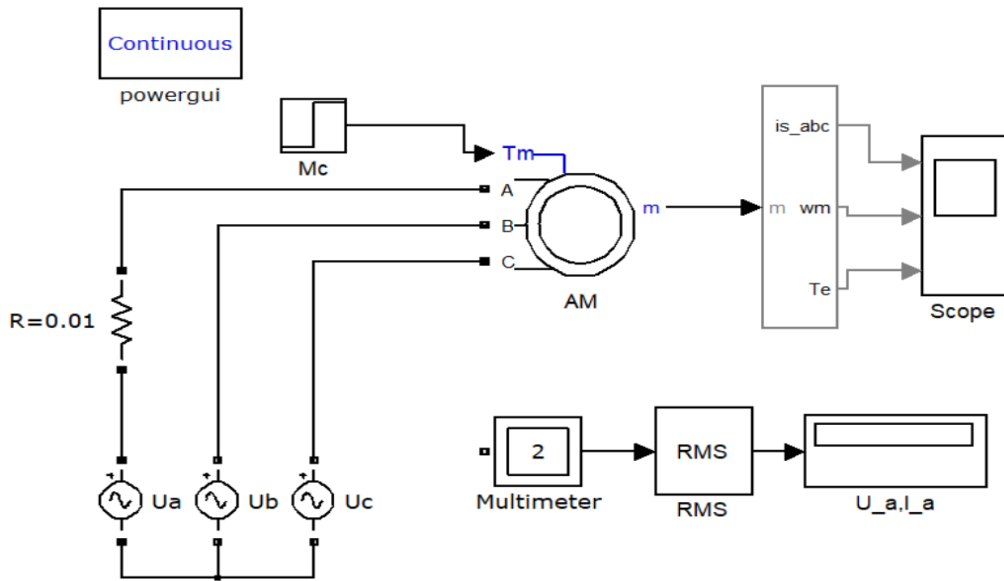 Continuous
powergui
Mc
Tm
A
B
C
m
AM
m
is_abc
wm
Te
Scope
R=0.01
+
Ua
+
Ub
+
Uc
2
Multimeter
RMS
RMS
U_a,I_a